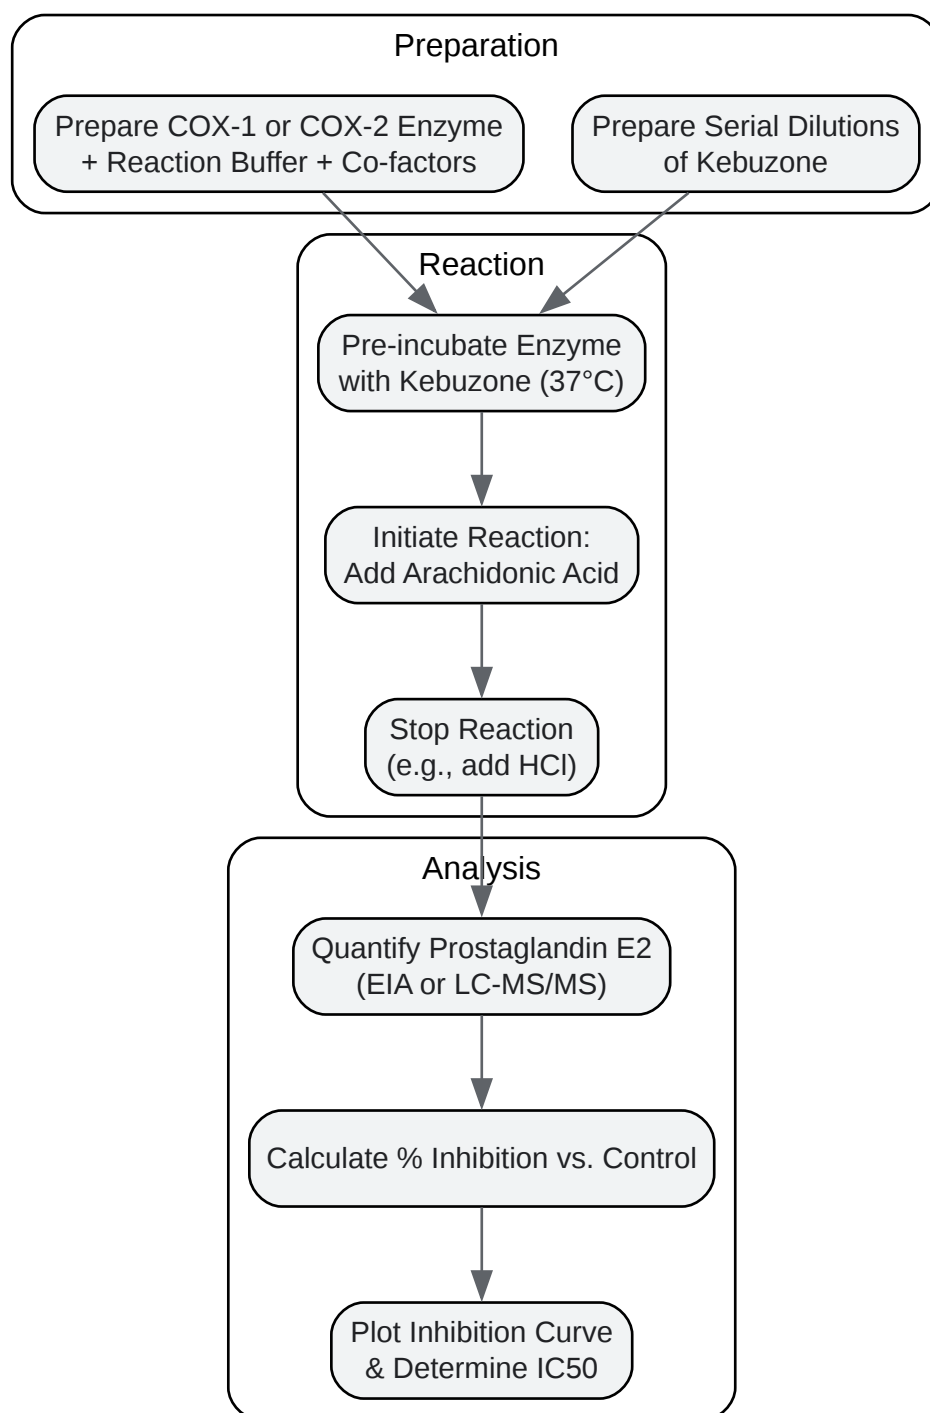 Preparation
Prepare COX-1 or COX-2 Enzyme
+ Reaction Buffer + Co-factors
Prepare Serial Dilutions
of Kebuzone
Reaction
Pre-incubate Enzyme
with Kebuzone (37°C)
Initiate Reaction:
Add Arachidonic Acid
Stop Reaction
(e.g., add HCl)
Analysis
Quantify Prostaglandin E2
(EIA or LC-MS/MS)
Calculate % Inhibition vs. Control
Plot Inhibition Curve
& Determine IC50